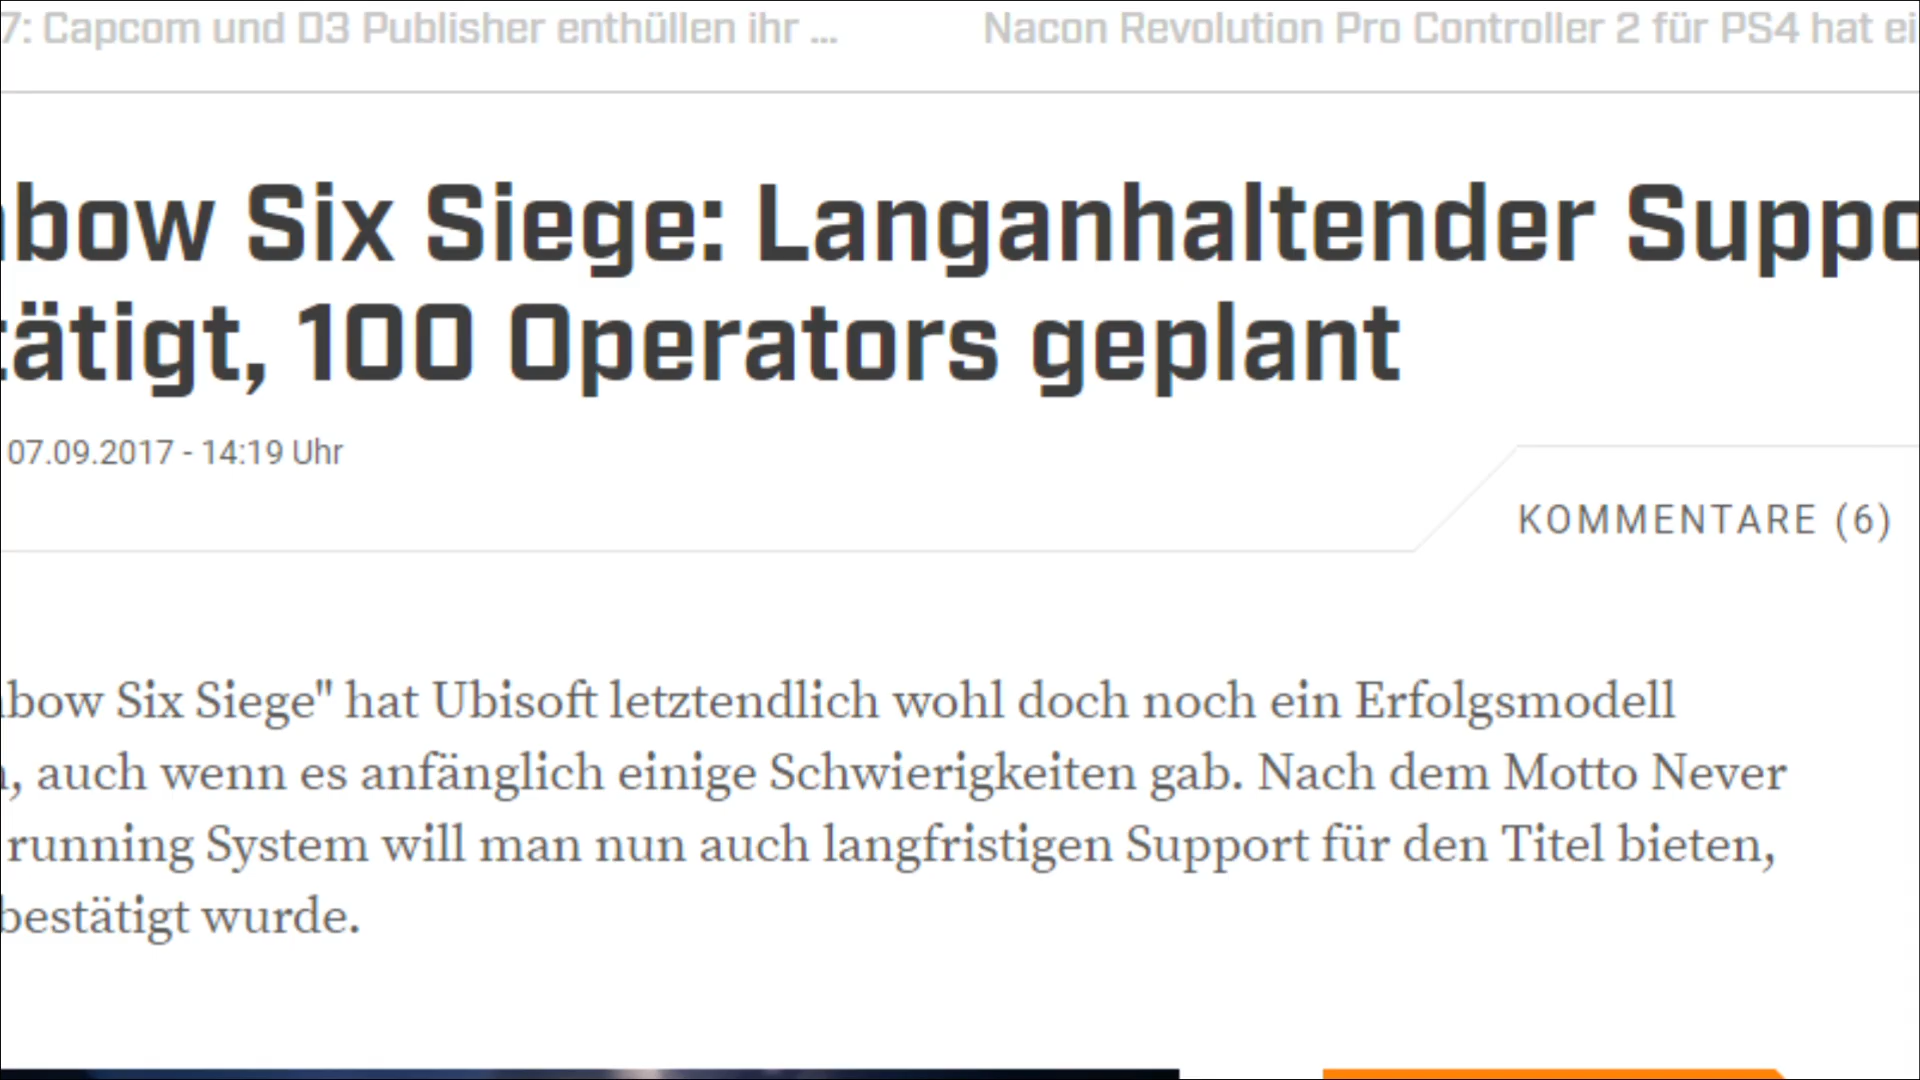 7: Capcom und D3 Publisher enthüllen ihr ...
Nacon Revolution Pro Controller 2 für PS4 hat ei
nbow Six Siege: Langanhaltender Suppo
tätigt, 100 Operators geplant
07.09.2017 - 14:19 Uhr
KOMMENTARE (6)
nbow Six Siege" hat Ubisoft letztendlich wohl doch noch ein Erfolgsmodell
n, auch wenn es anfänglich einige Schwierigkeiten gab. Nach dem Motto Never
running System will man nun auch langfristigen Support für den Titel bieten,
bestätigt wurde.